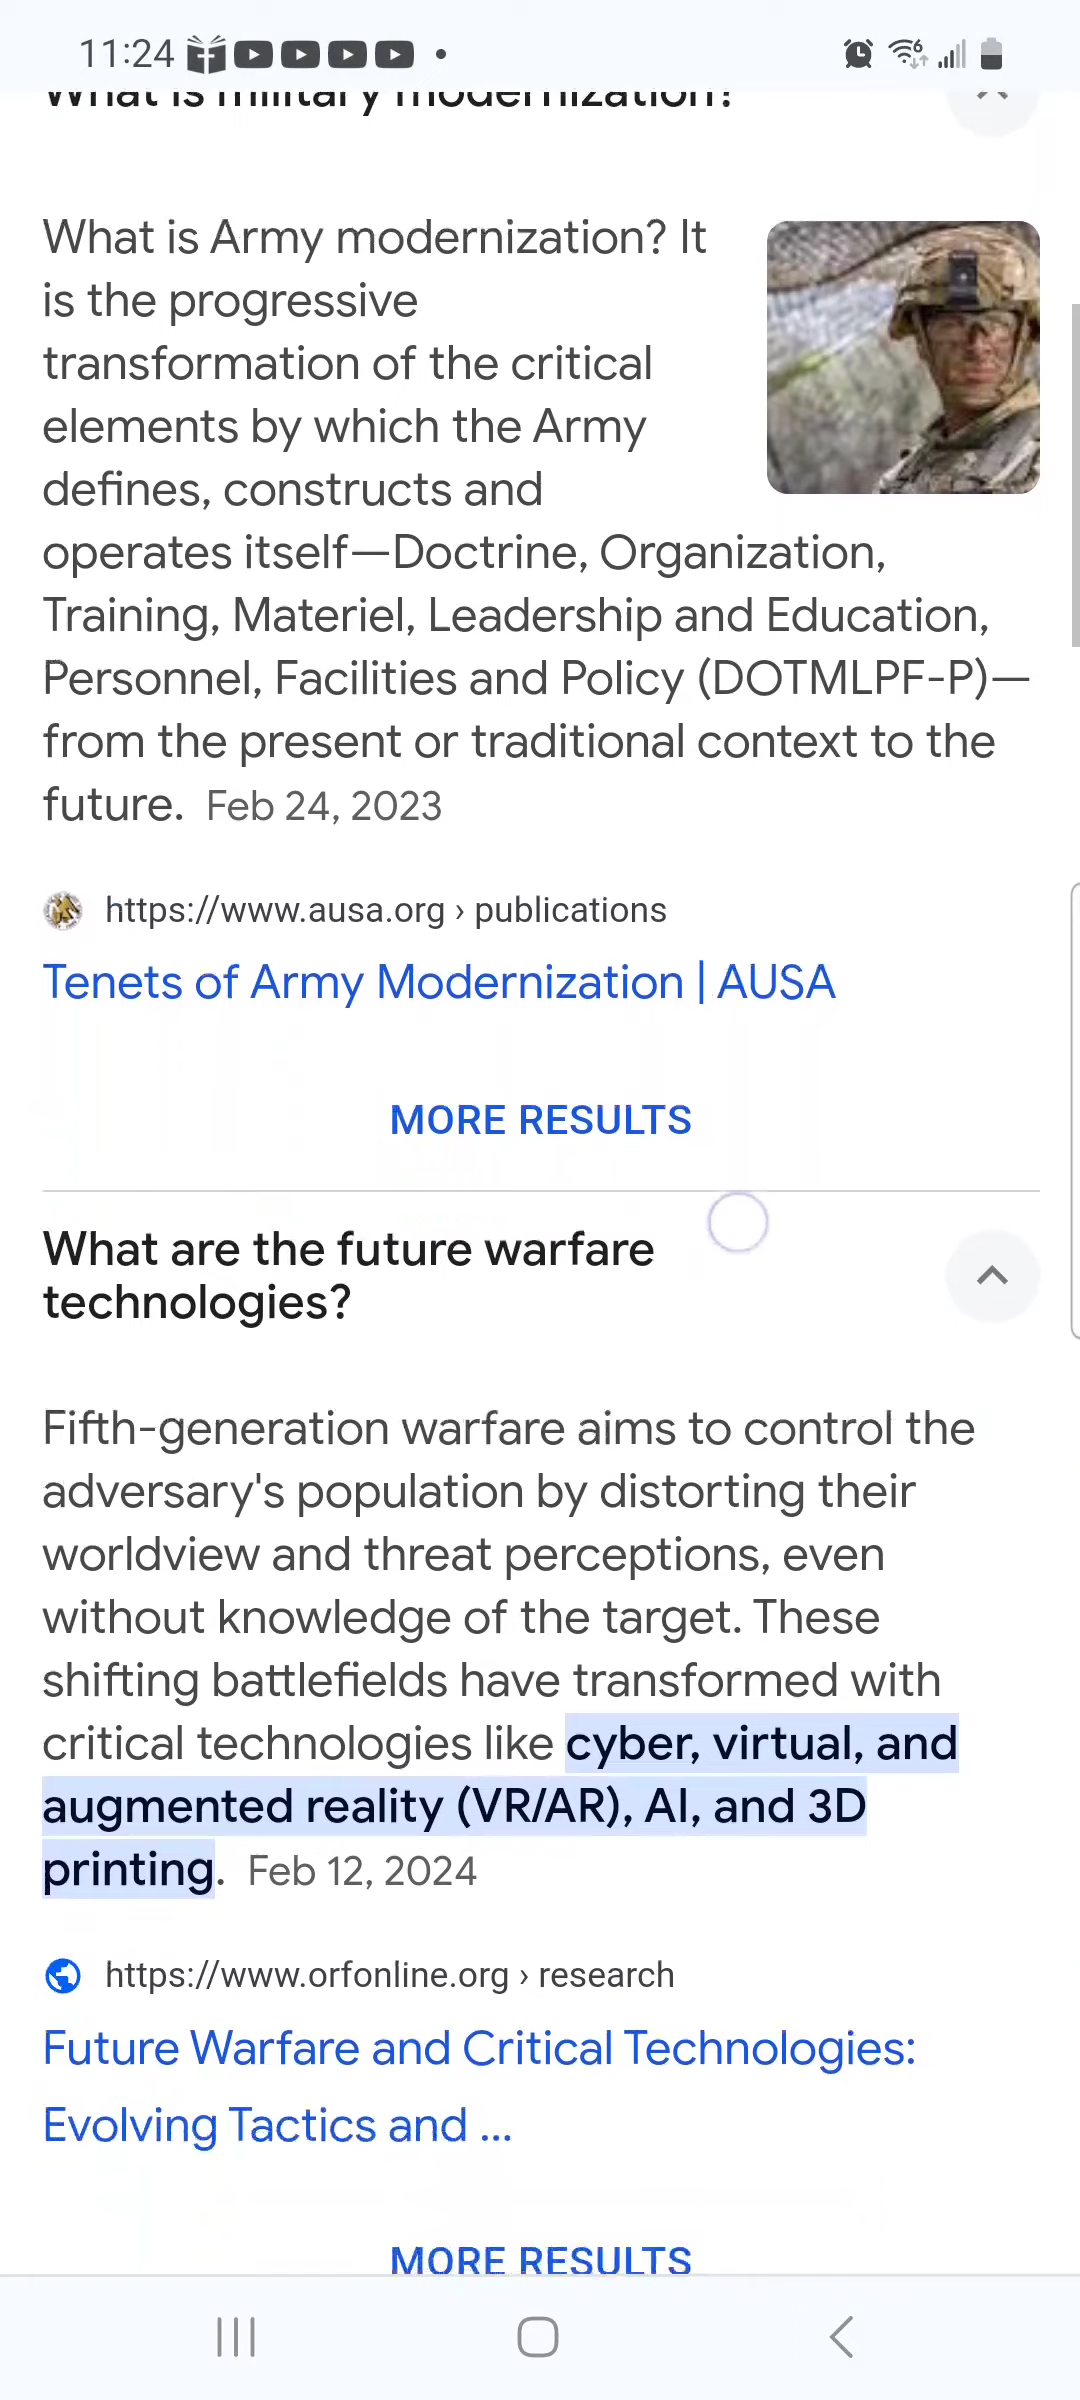 11:24
What is military modernization?
What is Army modernization? It
is the progressive
transformation of the critical
elements by which the Army
defines, constructs and
operates itself—Doctrine, Organization,
Training, Materiel, Leadership and Education,
Personnel, Facilities and Policy (DOTMLPF-P)—
from the present or traditional context to the
future. Feb 24, 2023
https://www.ausa.org › publications
Tenets of Army Modernization | AUSA
MORE RESULTS
What are the future warfare
technologies?
Fifth-generation warfare aims to control the
adversary's population by distorting their
worldview and threat perceptions, even
without knowledge of the target. These
shifting battlefields have transformed with
critical technologies like cyber, virtual, and
augmented reality (VR/AR), AI, and 3D
printing. Feb 12, 2024
https://www.orfonline.org › research
Future Warfare and Critical Technologies:
Evolving Tactics and ...
MORE RESULTS